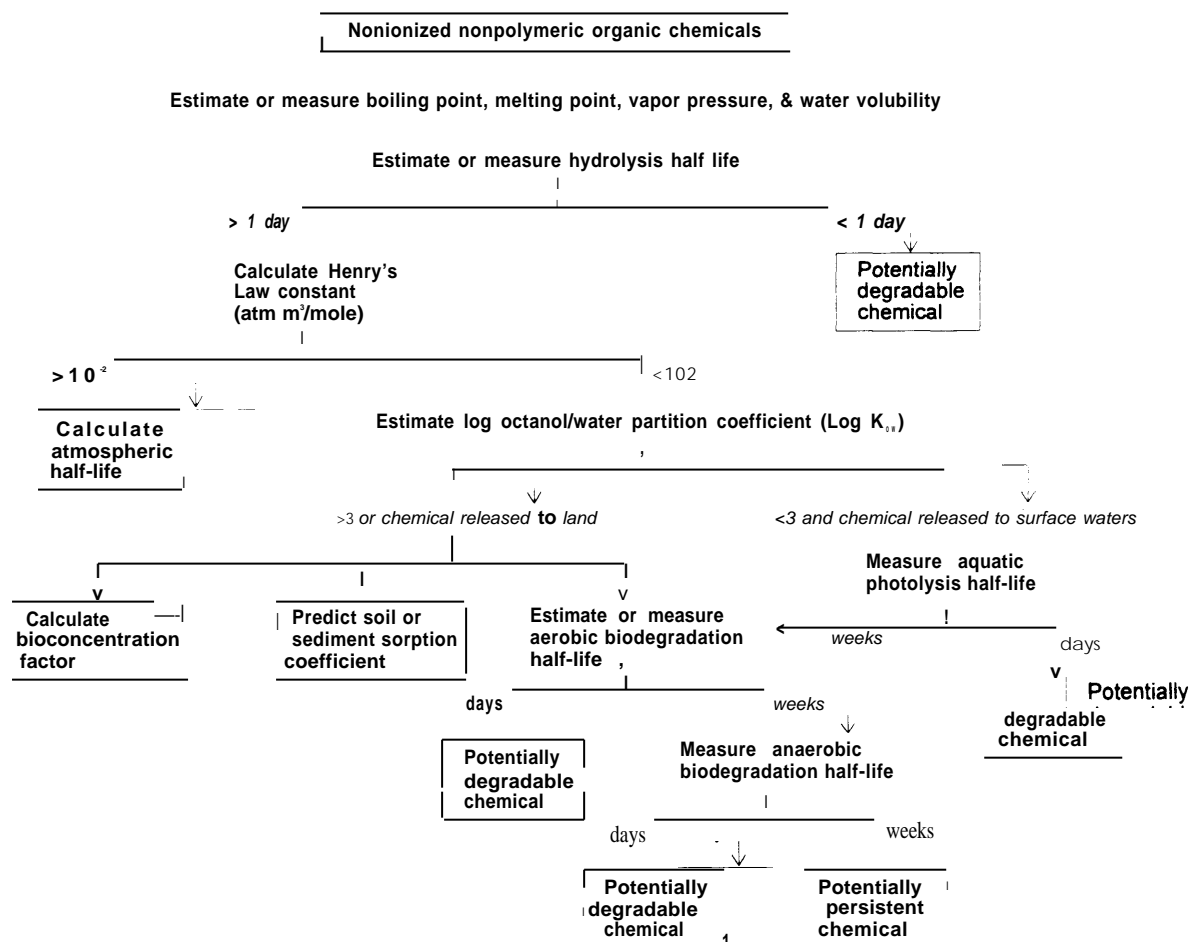 Nonionized nonpolymeric organic chemicals
Estimate or measure boiling point, melting point, vapor pressure, & water volubility
Estimate or measure hydrolysis half life
> 1 day
< 1 day
Calculate Henry's
Law constant
(atm m³/mole)
Potentially
degradable
chemical
>10⁻²
<102
Calculate
atmospheric
half-life
Estimate log octanol/water partition coefficient (Log Kow)
>3 or chemical released to land
<3 and chemical released to surface waters
Measure aquatic
photolysis half-life
Calculate
bioconcentration
factor
Predict soil or
sediment sorption
coefficient
Estimate or measure
aerobic biodegradation
half-life
weeks
days
Potentially
degradable
chemical
days
weeks
Potentially
degradable
chemical
Measure anaerobic
biodegradation half-life
days
weeks
Potentially
degradable
chemical
Potentially
persistent
chemical